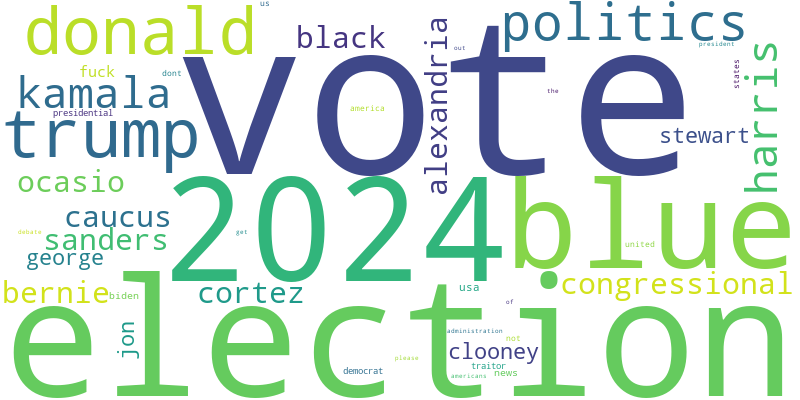 us
donald
politics
black
vote
president
out
fuck
dont
states
kamala
the
america
presidential
trump
alexandria
harris
stewart
ocasio
2024
blue
caucus
debate
get
sanders
united
george
congressional
bernie
biden
cortez
usa
election
of
jon
administration
not
clooney
please
traitor
democrat
news
americans